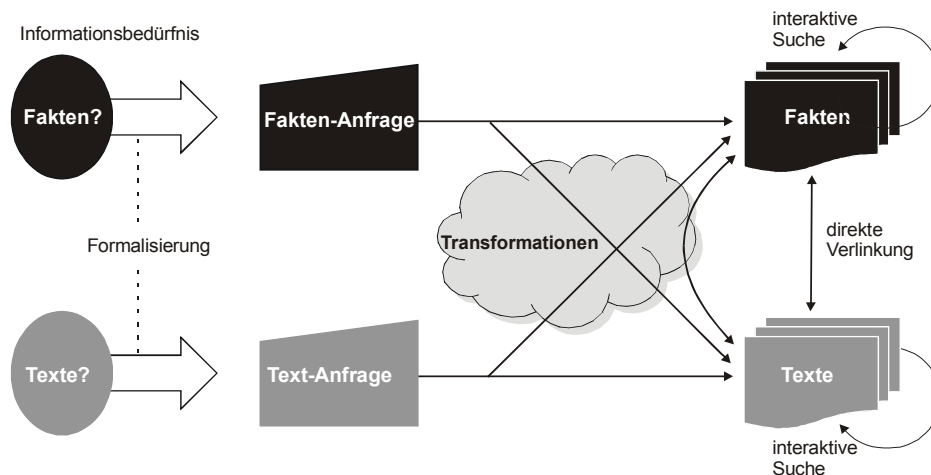 Informationsbedürfnis
interaktive
Suche
Fakten?
Fakten-Anfrage
Fakten
Formalisierung
Transformationen
direkte
Verlinkung
Texte?
Text-Anfrage
Texte
interaktive
Suche